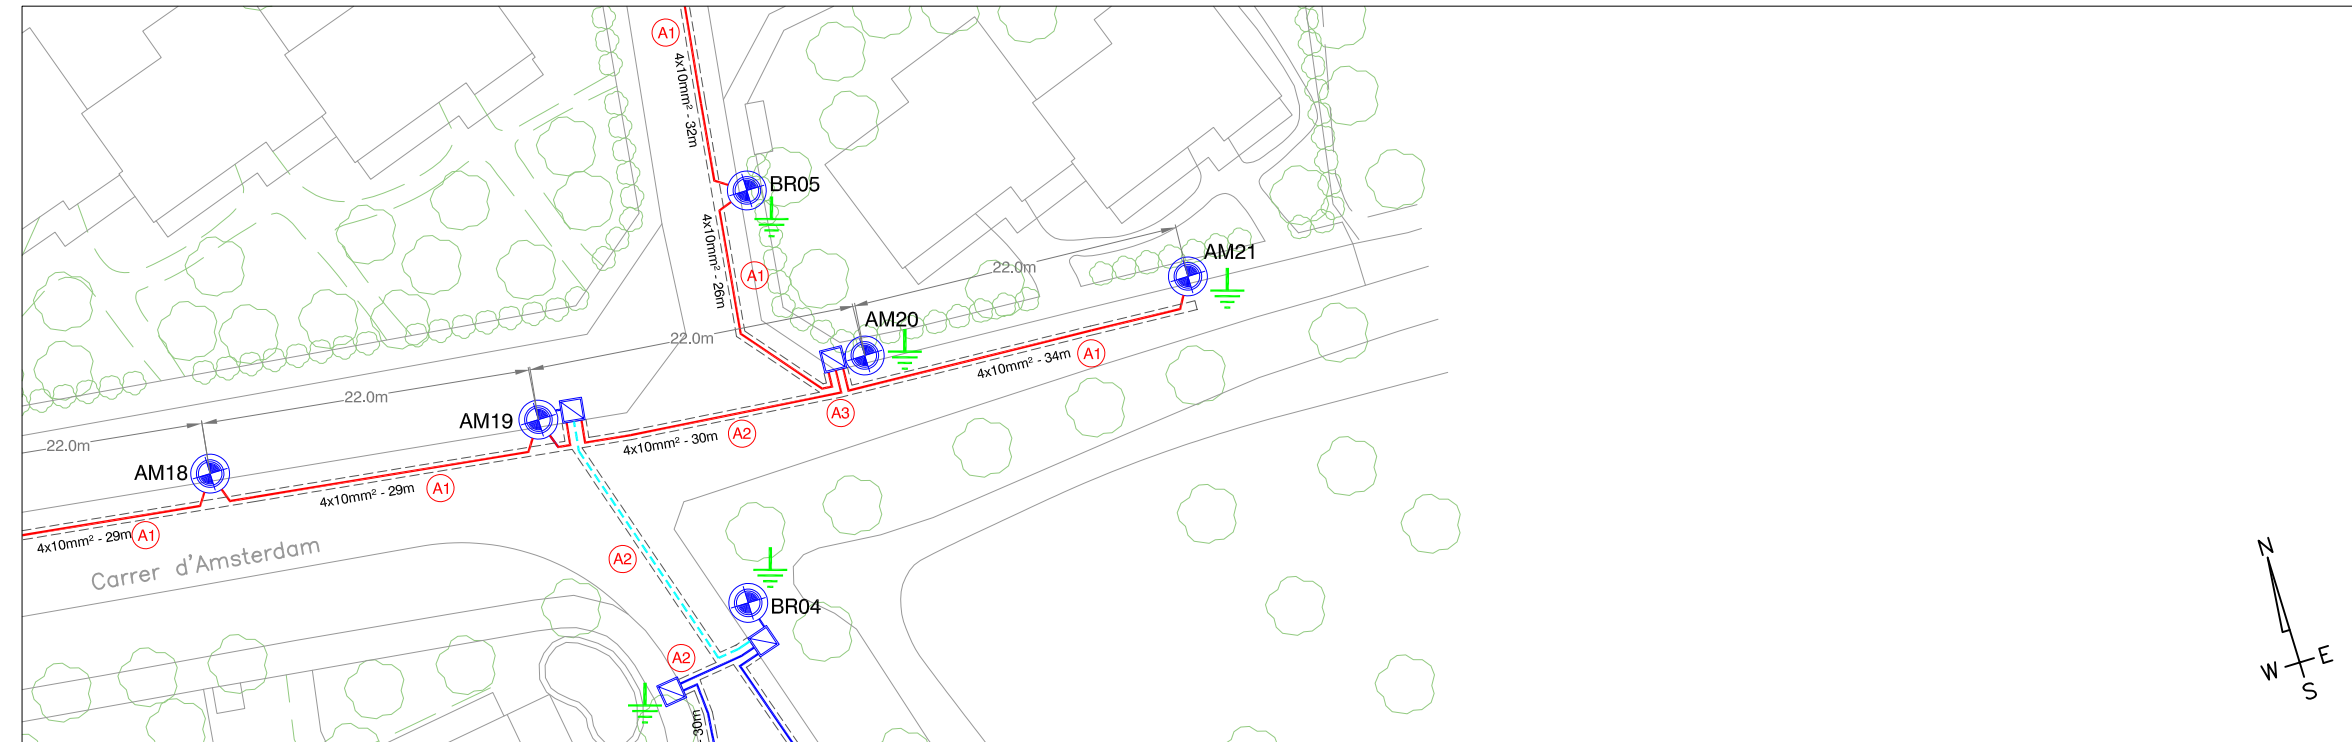 A1
4x10mm² - 32m
BR05
4x10mm² - 26m
A1
AM21
22.0m
AM20
22.0m
4x10mm² - 34m
A1
22.0m
A3
AM19
A2
4x10mm² - 30m
22.0m
AM18
4x10mm² - 29m
A1
4x10mm² - 29m
A1
Carrer d'Amsterdam
A2
BR04
A2
30m
N
W
E
S